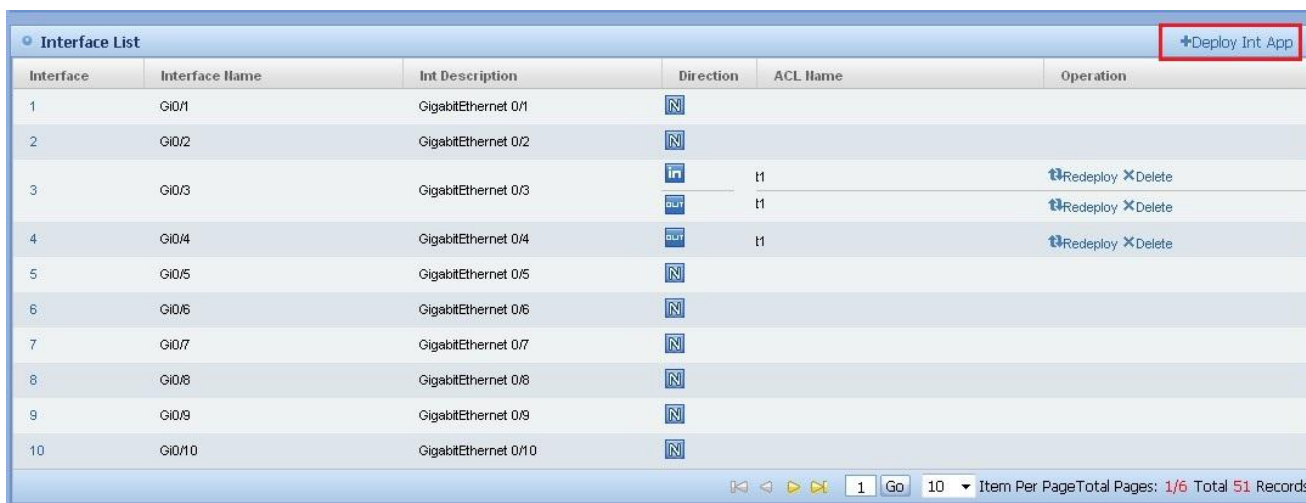 Interface List
+Deploy Int App
Interface Interface Name Int Description Direction ACL Name Operation
1 Gi0/1 GigabitEthernet 0/1 N
2 Gi0/2 GigabitEthernet 0/2 N
3 Gi0/3 GigabitEthernet 0/3
in t1 Redeploy Delete
OUT t1 Redeploy Delete
4 Gi0/4 GigabitEthernet 0/4 OUT t1 Redeploy Delete
5 Gi0/5 GigabitEthernet 0/5 N
6 Gi0/6 GigabitEthernet 0/6 N
7 Gi0/7 GigabitEthernet 0/7 N
8 Gi0/8 GigabitEthernet 0/8 N
9 Gi0/9 GigabitEthernet 0/9 N
10 Gi0/10 GigabitEthernet 0/10 N
1 Go 10 Item Per PageTotal Pages: 1/6 Total 51 Records